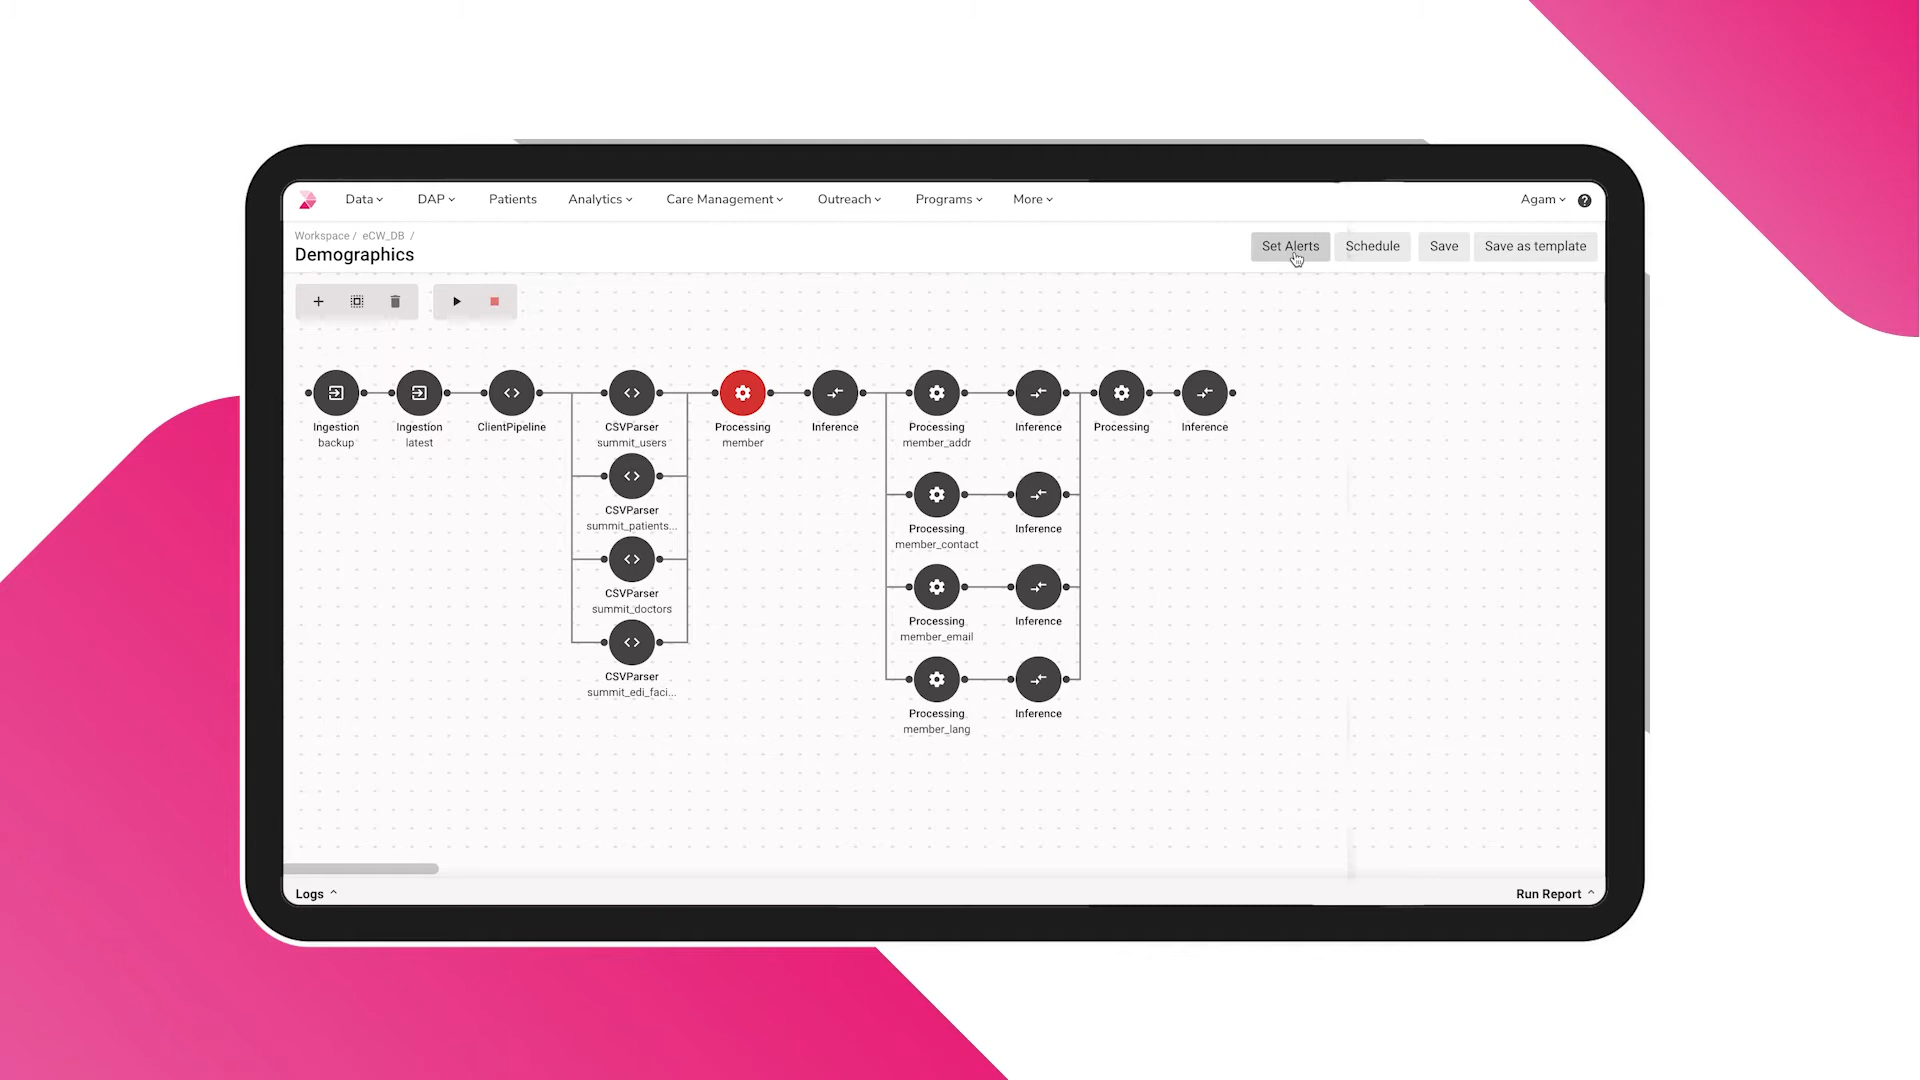 Data DAP Patients Analytics Care Management Outreach Programs More Agam ?
Workspace / eCW_DB /
Demographics
Set Alerts Schedule Save Save as template
Ingestion
backup
Ingestion
latest
ClientPipeline
CSVParser
summit_users
CSVParser
summit_patients...
CSVParser
summit_doctors
CSVParser
summit_edi_faci...
Processing
member
Inference
Processing
member_addr
Inference
Processing
member_contact
Inference
Processing
member_email
Inference
Processing
member_lang
Inference
Processing
Inference
Logs
Run Report